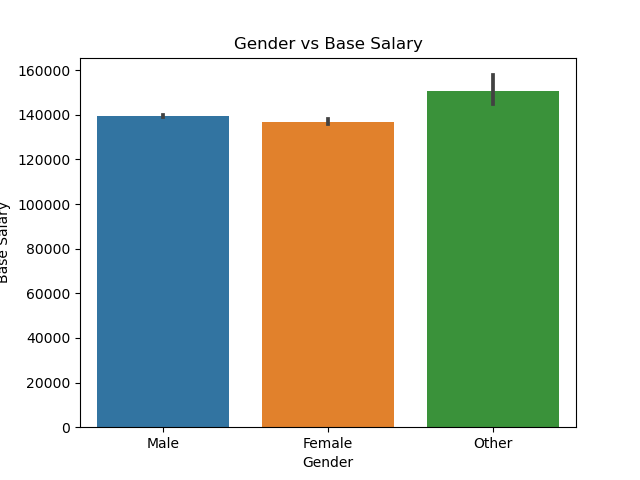 Gender vs Base Salary
Base Salary
160000
140000
120000
100000
80000
60000
40000
20000
0
Male Female Other
Gender